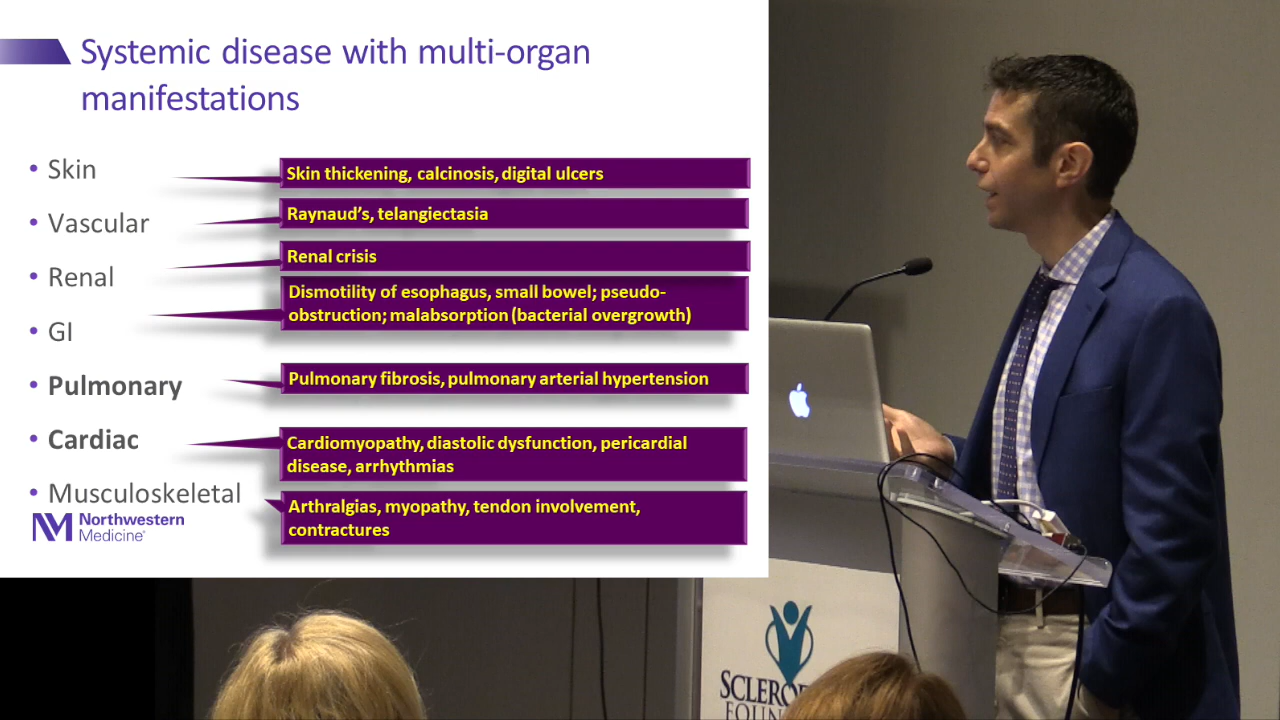 Systemic disease with multi-organ
manifestations
• Skin
Skin thickening, calcinosis, digital ulcers
• Vascular
Raynaud’s, telangiectasia
• Renal
Renal crisis
• GI
Dismotility of esophagus, small bowel; pseudo-
obstruction; malabsorption (bacterial overgrowth)
• Pulmonary
Pulmonary fibrosis, pulmonary arterial hypertension
• Cardiac
Cardiomyopathy, diastolic dysfunction, pericardial
disease, arrhythmias
• Musculoskeletal
Arthralgias, myopathy, tendon involvement,
contractures
NM Northwestern
Medicine